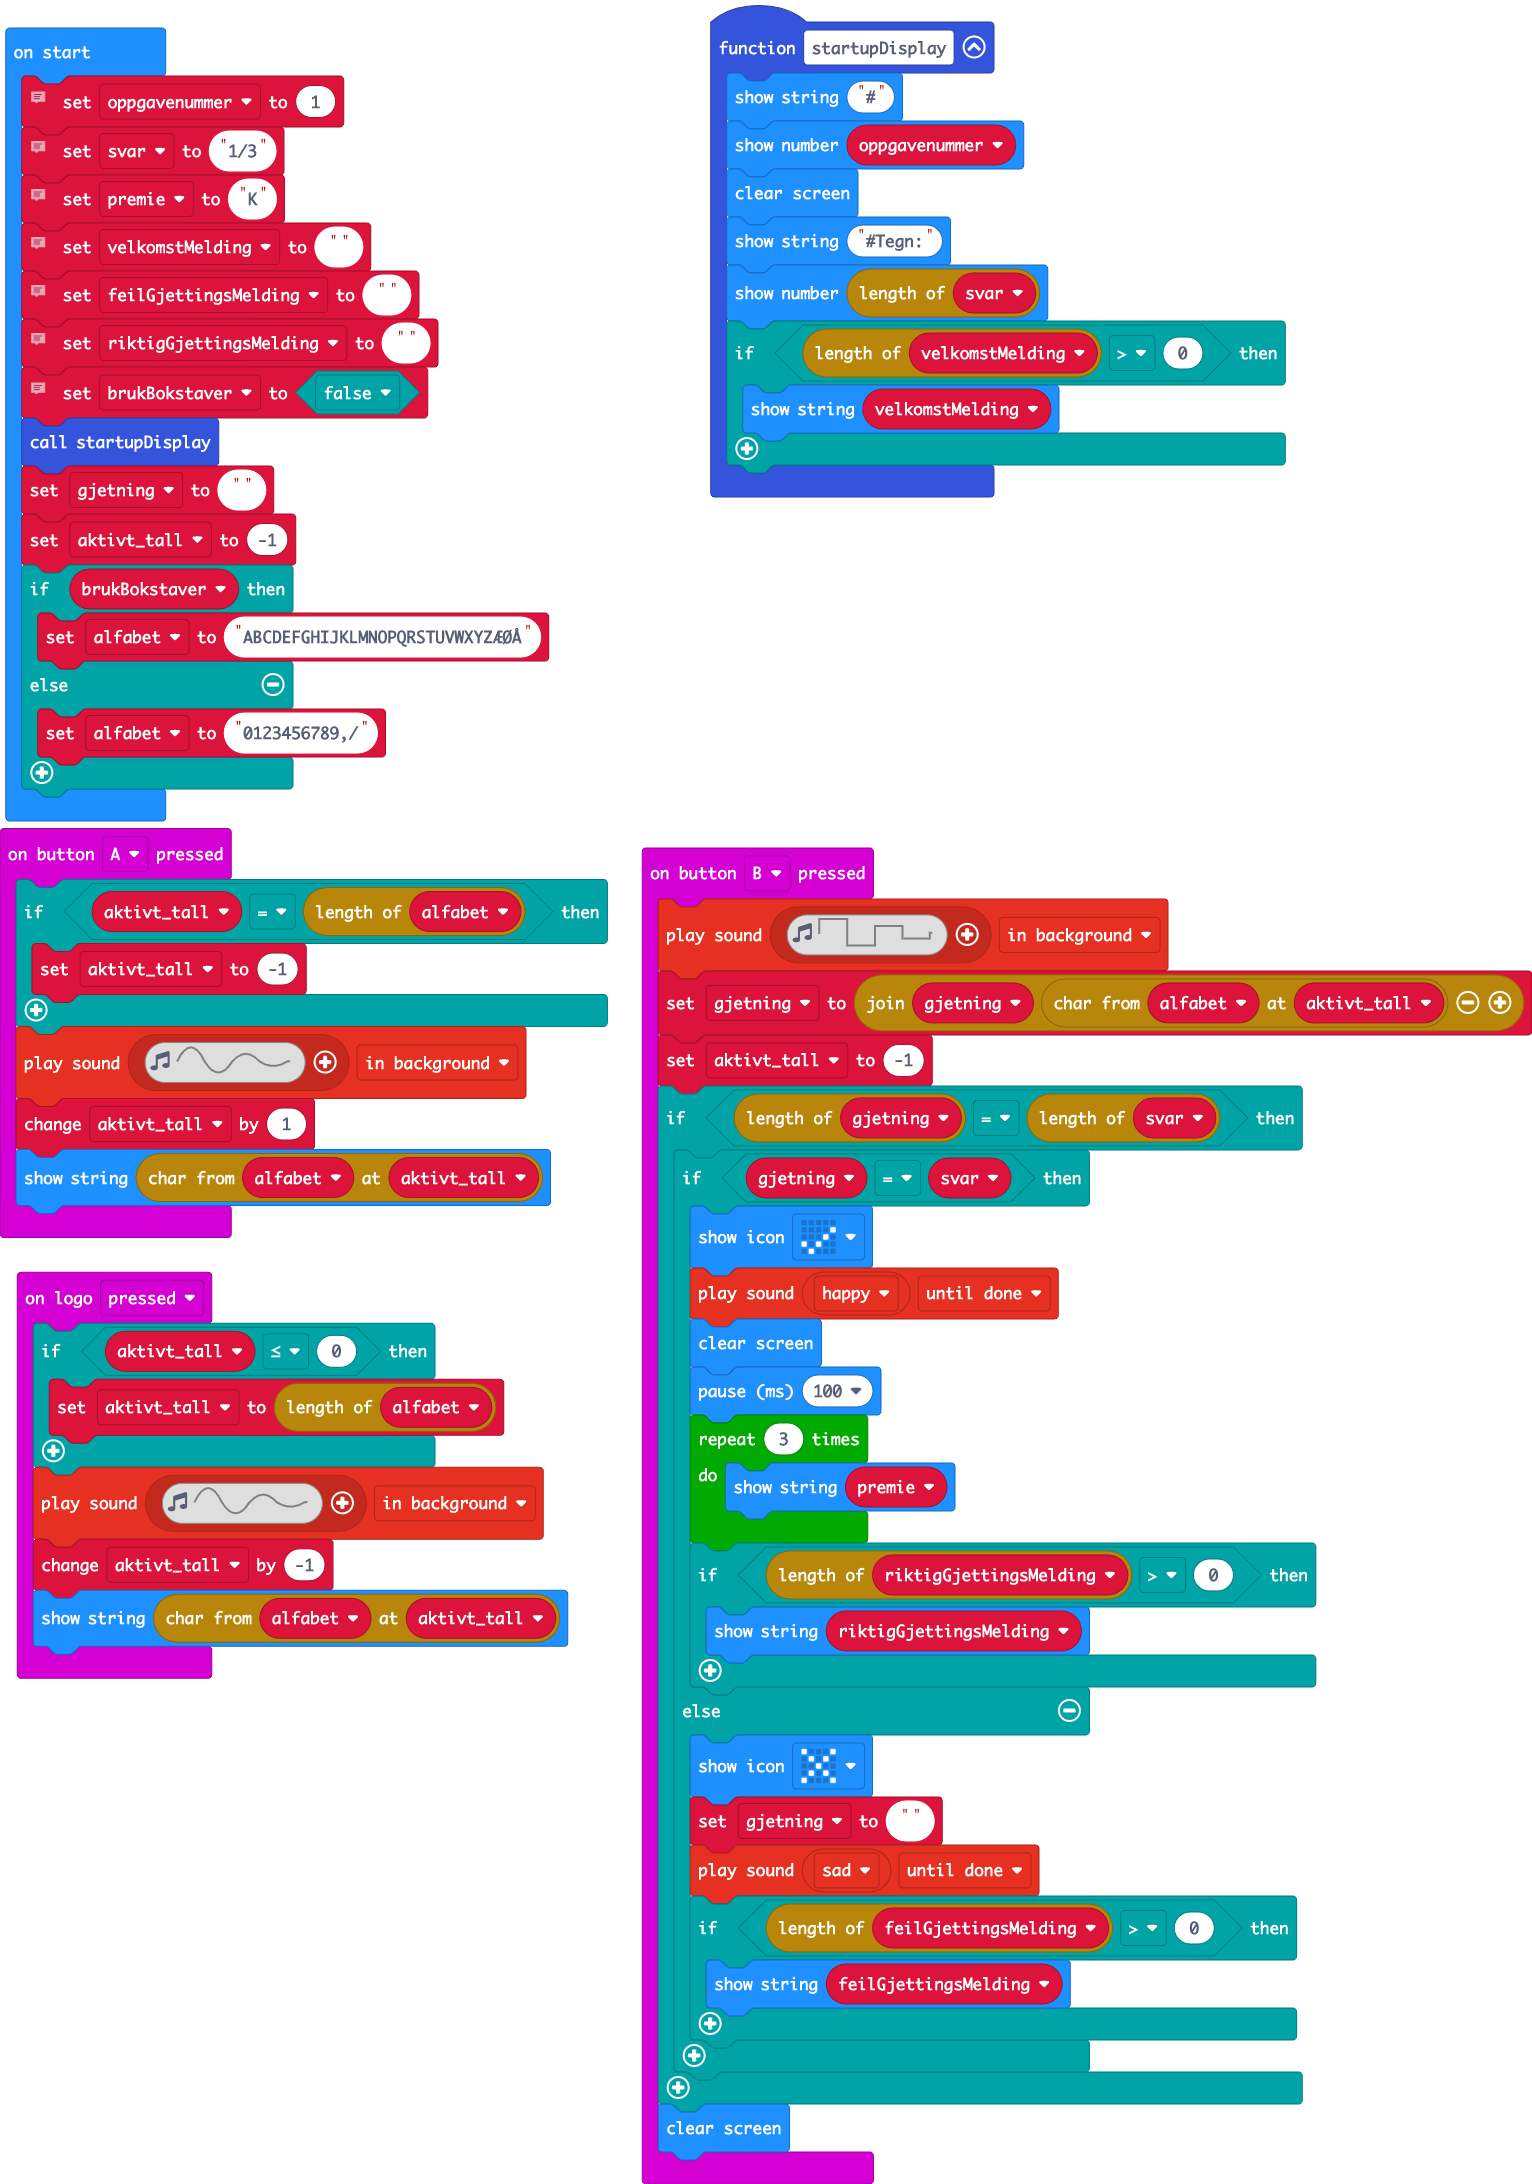 on start
set oppgavenummer to 1
set svar to "1/3"
set premie to "K"
set velkomstMelding to ""
set feilGjettingsMelding to ""
set riktigGjettingsMelding to ""
set brukBokstaver to false
call startupDisplay
set gjetning to ""
set aktivt_tall to -1
if brukBokstaver then
set alfabet to "ABCDEFGHIJKLMNOPQRSTUVWXYZÆØÅ"
else
set alfabet to "0123456789,/"
function startupDisplay
show string "#"
show number oppgavenummer
clear screen
show string "#Tegn:"
show number length of svar
if length of velkomstMelding > 0 then
show string velkomstMelding
on button A pressed
if aktivt_tall = length of alfabet then
set aktivt_tall to -1
play sound in background
change aktivt_tall by 1
show string char from alfabet at aktivt_tall
on logo pressed
if aktivt_tall ≤ 0 then
set aktivt_tall to length of alfabet
play sound in background
change aktivt_tall by -1
show string char from alfabet at aktivt_tall
on button B pressed
play sound in background
set gjetning to join gjetning char from alfabet at aktivt_tall
set aktivt_tall to -1
if length of gjetning = length of svar then
if gjetning = svar then
show icon
play sound happy until done
clear screen
pause (ms) 100
repeat 3 times
do show string premie
if length of riktigGjettingsMelding > 0 then
show string riktigGjettingsMelding
else
show icon
set gjetning to ""
play sound sad until done
if length of feilGjettingsMelding > 0 then
show string feilGjettingsMelding
clear screen